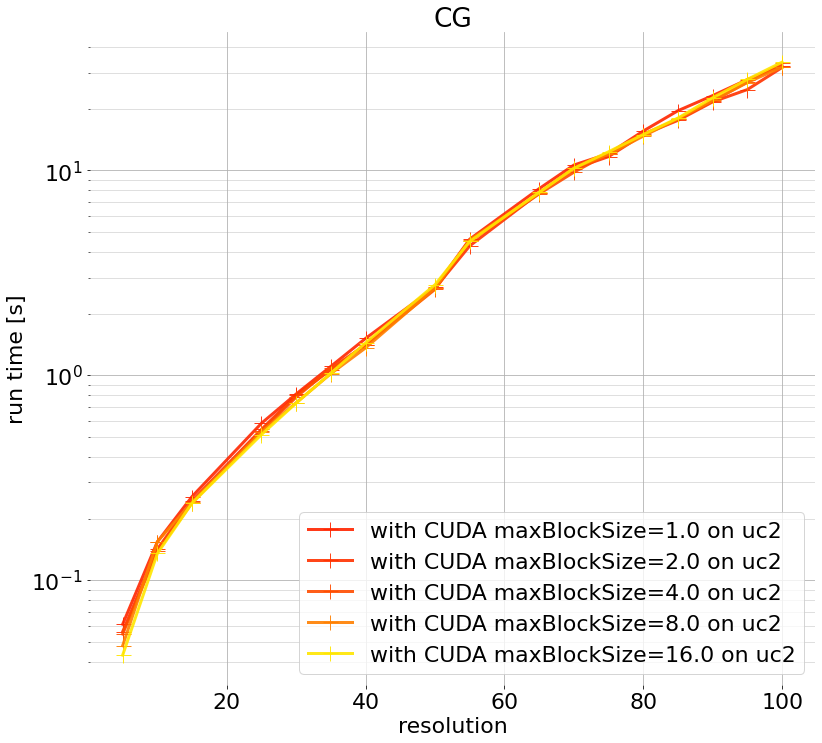 CG
run time [s]
10^1
10^0
10^−1
with CUDA maxBlockSize=1.0 on uc2
with CUDA maxBlockSize=2.0 on uc2
with CUDA maxBlockSize=4.0 on uc2
with CUDA maxBlockSize=8.0 on uc2
with CUDA maxBlockSize=16.0 on uc2
20 40 60 80 100
resolution